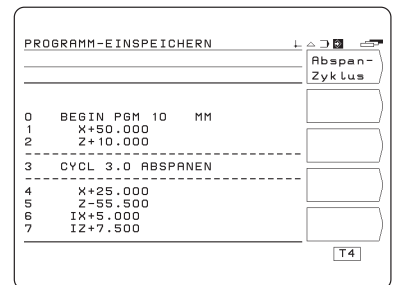 PROGRAMM-EINSPEICHERN
Abspan-
Zyklus
0 BEGIN PGM 10 MM
1 X+50.000
2 Z+10.000
3 CYCL 3.0 ABSPANEN
4 X+25.000
5 Z-55.500
6 IX+5.000
7 IZ+7.500
T4